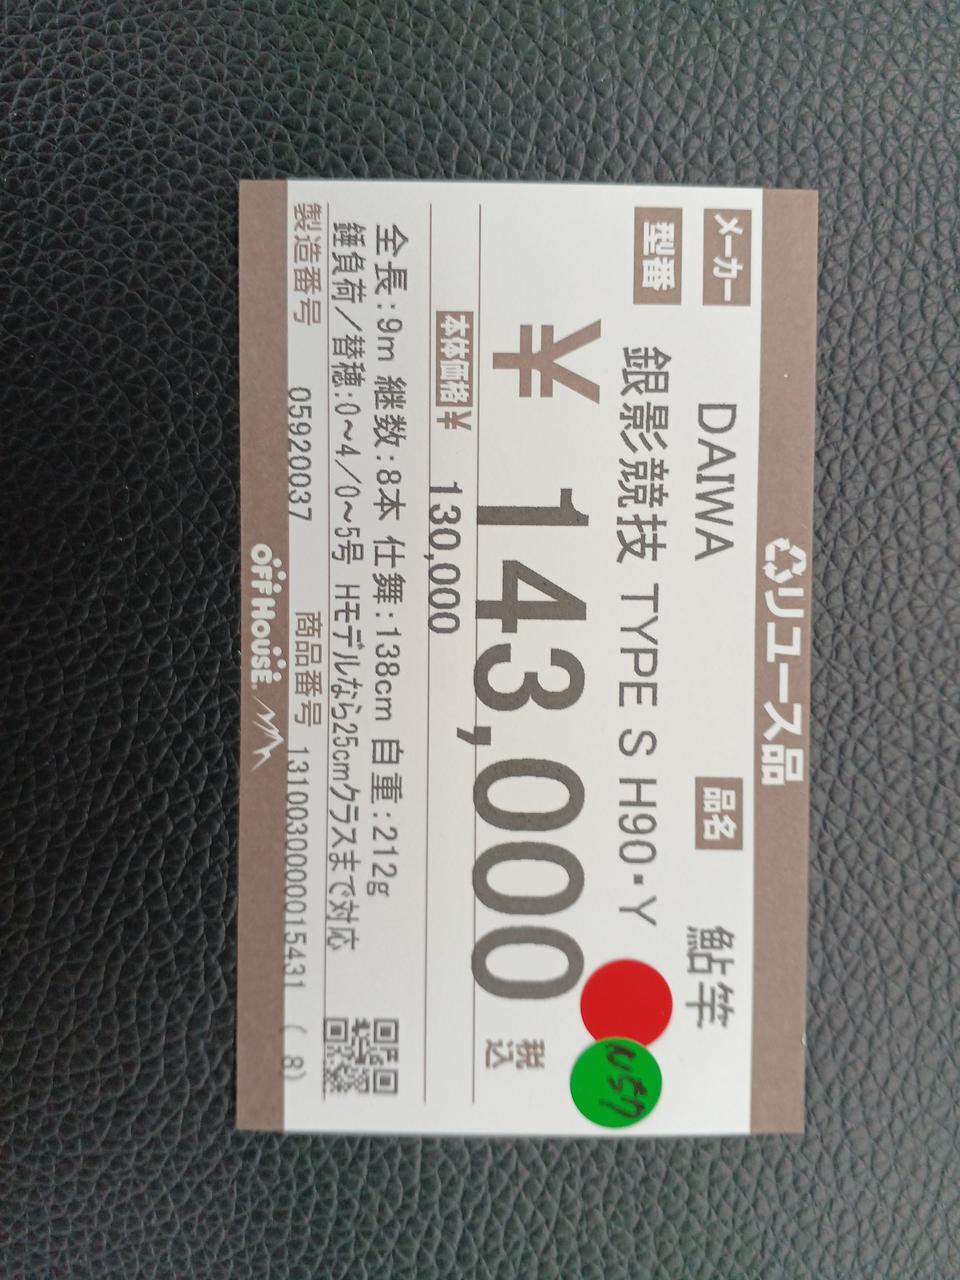 リユース品
メーカー DAIWA 品名 鮎竿
型番 銀影競技 TYPE S H90・Y
¥ 143,000 税込
本体価格¥ 130,000
全長:9m 継数:8本 仕舞:138cm 自重:212g
錘負荷/替穂:0〜4/0〜5号 Hモデルなら25cmクラスまで対応
製造番号 05920037 商品番号 1310030000015431 ( 8)
OFF HOUSE